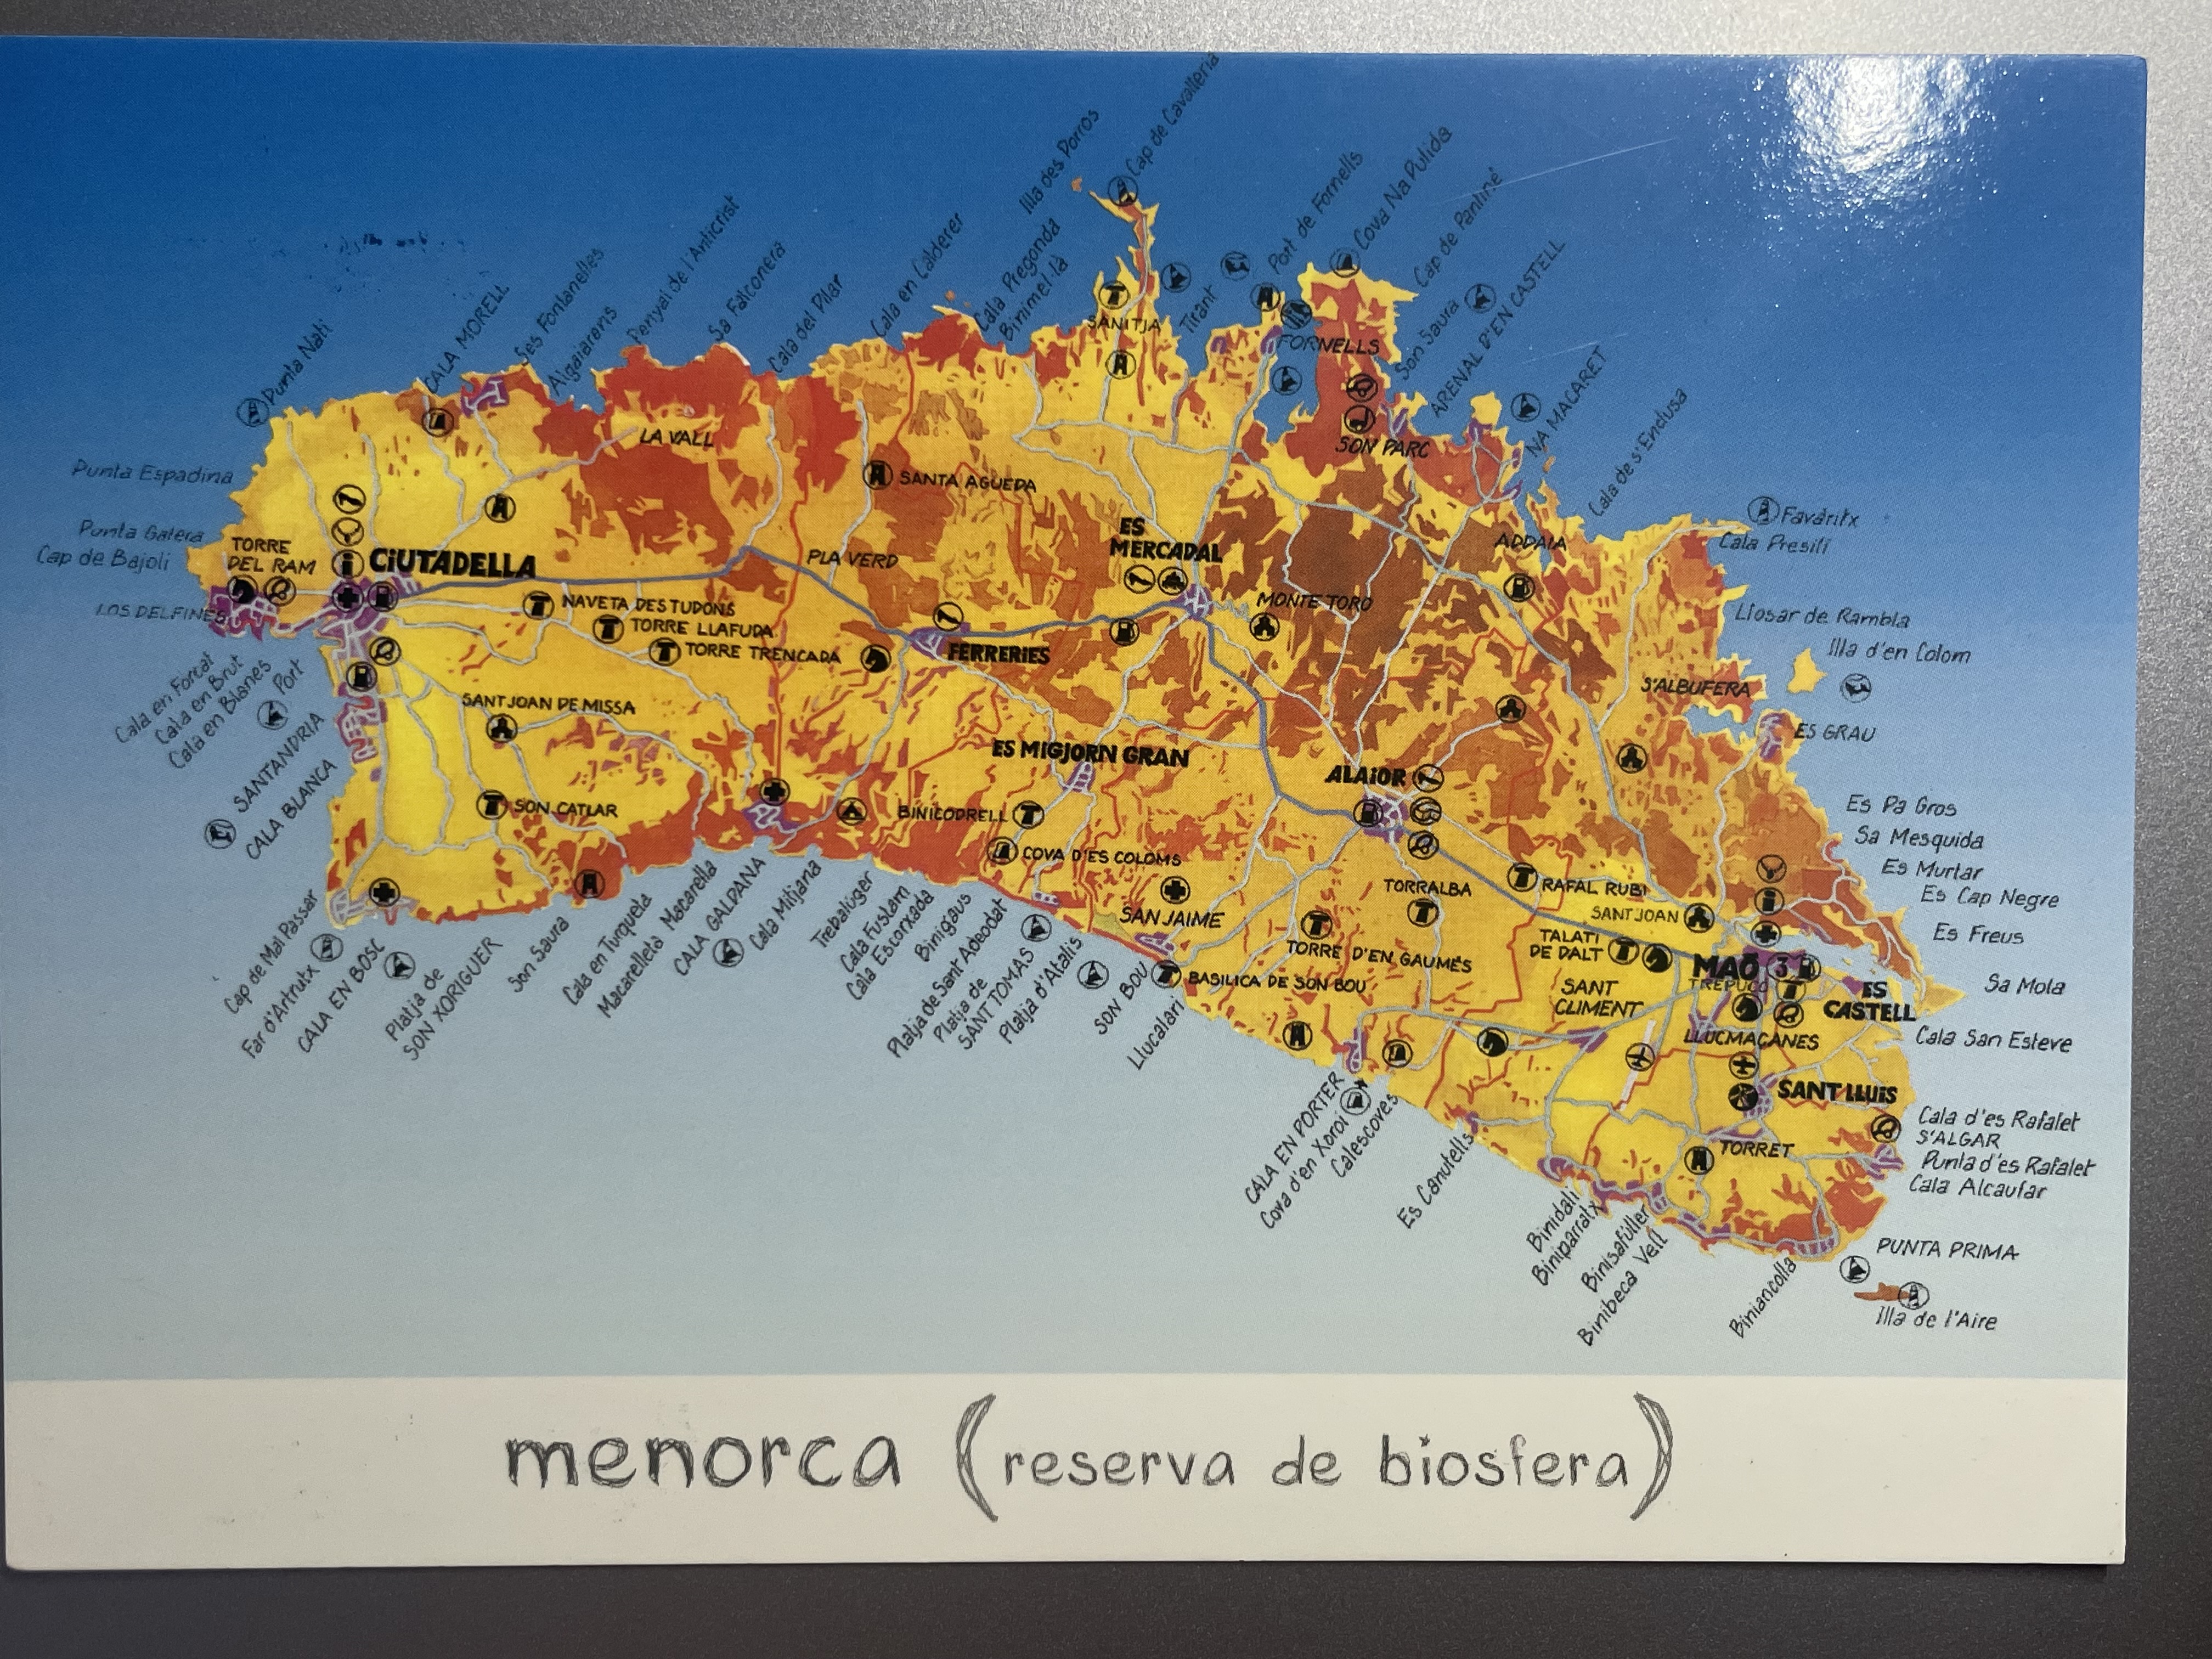 Illa des Porros
Cap de Cavalleria
Port de Fornells
Cova Na Pulida
Cap de Pantiné
Penyal de l'Anticrist
Sa Falconera
Cala del Pilar
Cala en Calderer
Cala Pregonda
Binimel·là
Tirant
Son Saura
ARENAL D'EN CASTELL
NA MACARET
Cala de s'Enclusa
Punta Nati
CALA MORELL
Ses Fontanelles
Algaiarens
SANITJA
FORNELLS
SON PARC
LA VALL
SANTA AGUEDA
Punta Espadina
Punta Galera
Cap de Bajoli
LOS DELFINES
TORRE
DEL RAM
CIUTADELLA
PLA VERD
ES
MERCADAL
ADDAIA
Favàritx
Cala Presili
NAVETA DES TUDONS
TORRE LLAFUDA
TORRE TRENCADA
FERRERIES
MONTE TORO
Llosar de Rambla
Illa d'en Colom
S'ALBUFERA
ES GRAU
Cala en Forcat
Cala en Brut
Cala en Blanes
Port
SANTANDRIA
CALA BLANCA
SANT JOAN DE MISSA
SON CATLAR
ES MIGJORN GRAN
BINICODRELL
COVA D'ES COLOMS
ALAIOR
Es Pa Gros
Sa Mesquida
Es Murtar
Es Cap Negre
Es Freus
Sa Mola
TORRALBA
RAFAL RUBI
SAN JAIME
TORRE D'EN GAUMÉS
BASILICA DE SON BOU
SANT JOAN
TALATI
DE DALT
MAÓ
3
TREPUCÓ
ES
CASTELL
SANT
CLIMENT
LLUCMAÇANES
Cala San Esteve
SANT LLUIS
TORRET
Cala d'es Rafalet
S'ALGAR
Punta d'es Rafalet
Cala Alcaufar
PUNTA PRIMA
Illa de l'Aire
Cap de Mal Passar
Far d'Artrutx
CALA EN BOSC
Platja de
SON XORIGUER
Son Saura
Cala en Turqueta
Macarelleta
Macarella
CALA GALDANA
Cala Mitjana
Trebalúger
Cala Fustam
Cala Escorxada
Binigaus
Platja de Sant Adeodat
Platja de
SANT TOMAS
Platja d'Atalis
SON BOU
Llucalari
CALA EN PORTER
Cova d'en Xoroi
Calescoves
Es Canutells
Binidali
Biniparratx
Binisafuller
Binibeca Vell
Biniancolla
menorca (reserva de biosfera)